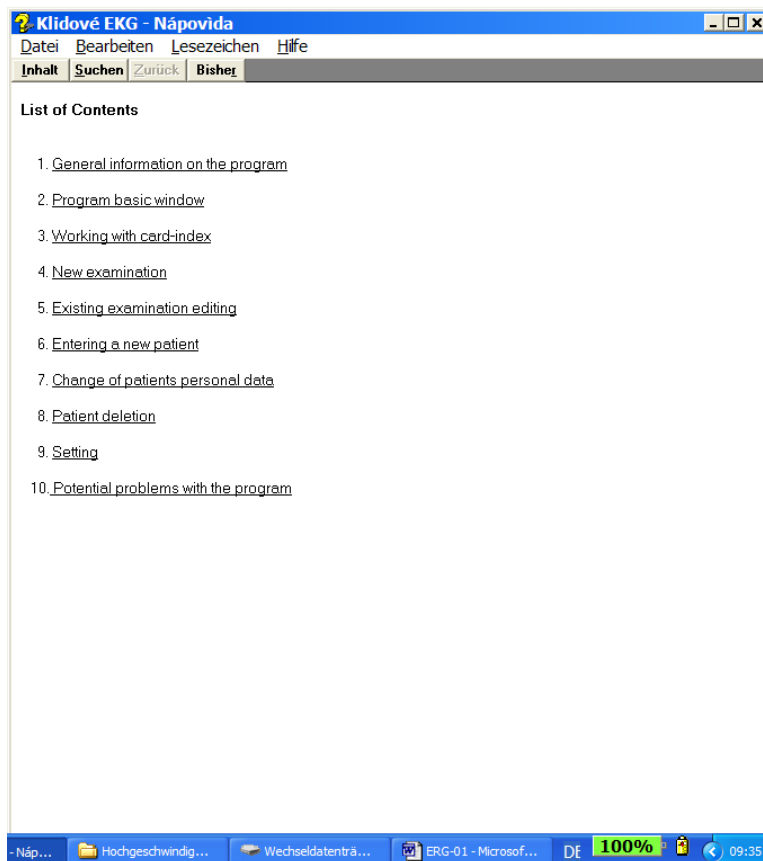 Klidové EKG - Nápovìda
Datei Bearbeiten Lesezeichen Hilfe
Inhalt Suchen Zurück Bisher
List of Contents
1. General information on the program
2. Program basic window
3. Working with card-index
4. New examination
5. Existing examination editing
6. Entering a new patient
7. Change of patients personal data
8. Patient deletion
9. Setting
10. Potential problems with the program
- Náp... Hochgeschwindig... Wechseldatenträ... ERG-01 - Microsof... DE 100% 09:35